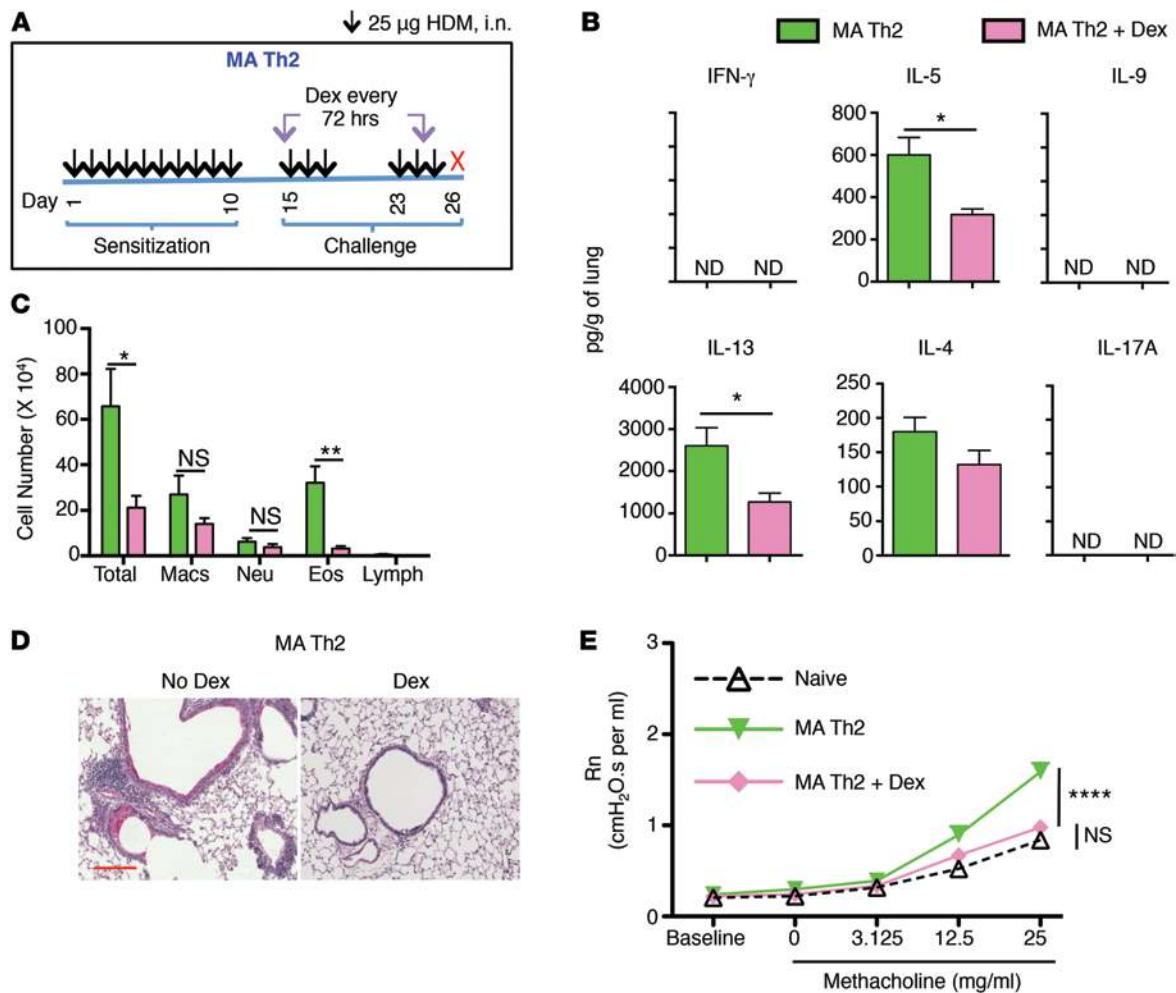 A
25 µg HDM, i.n.
MA Th2
Dex every
72 hrs
X
Day
1
10
15
23
26
Sensitization
Challenge
B
MA Th2
MA Th2 + Dex
pg/g of lung
IFN-γ
ND
ND
IL-5
800
600
400
200
0
*
IL-9
ND
ND
IL-13
4000
3000
2000
1000
0
*
IL-4
250
200
150
100
50
0
IL-17A
ND
ND
C
Cell Number (X 10⁴)
100
80
60
40
20
0
*
NS
NS
**
Total
Macs
Neu
Eos
Lymph
D
MA Th2
No Dex
Dex
E
Rn
(cmH₂O.s per ml)
3
2
1
0
Naive
MA Th2
MA Th2 + Dex
****
NS
Baseline
0
3.125
12.5
25
Methacholine (mg/ml)